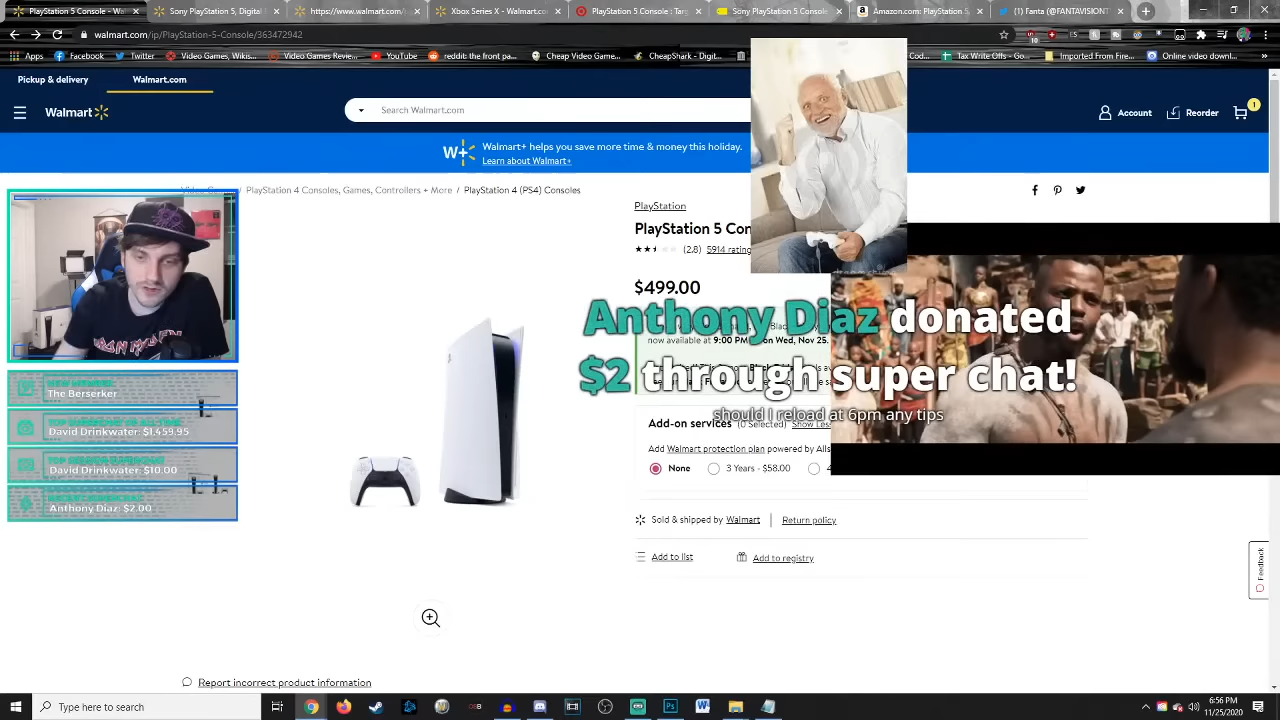 PlayStation 5 Console - W
Sony PlayStation 5, Digital
https://www.walmart.com/
Xbox Series X - Walmart.c
PlayStation 5 Console : Targ
Sony PlayStation 5 Consol
Amazon.com: PlayStation 5
(1) Fanta (@FANTAVISION
walmart.com/ip/PlayStation-5-Console/363472942
Apps
Facebook
Twitter
Video Games, Wikis...
Video Games Revie...
YouTube
reddit: the front pa...
Cheap Video Game...
CheapShark - Digit...
Tax Write Offs - Go...
Imported From Fire...
Online video downl...
Pickup & delivery
Walmart.com
Walmart
Search Walmart.com
Account
Reorder
1
W+
Walmart+ helps you save more time & money this holiday.
Learn about Walmart+
PlayStation 4 Consoles, Games, Controllers + More / PlayStation 4 (PS4) Consoles
PlayStation
PlayStation 5 Con
(2.8) 5914 rating
$499.00
now available at 9:00 PM on Wed, Nov 25.
Anthony Diaz donated
$2 through super chat!
should I reload at 6pm any tips
Add-on services (0 Selected) Show Less
Add Walmart protection plan powered by Alls
None
3 Years - $58.00
4
Sold & shipped by Walmart
Return policy
Add to list
Add to registry
The Berserker
David Drinkwater: $1,459.95
David Drinkwater: $10.00
Anthony Diaz: $2.00
IRON MAIDEN
Feedback
Report incorrect product information
Type here to search
6:56 PM
11/25/2020